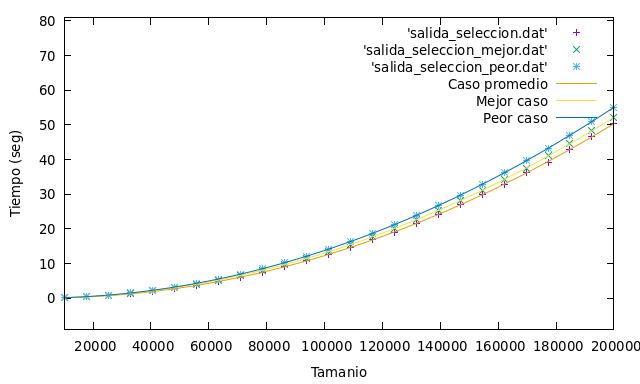 80
70
60
50
40
30
20
10
0
Tiempo (seg)
'salida_seleccion.dat'
'salida_seleccion_mejor.dat'
'salida_seleccion_peor.dat'
Caso promedio
Mejor caso
Peor caso
20000 40000 60000 80000 100000 120000 140000 160000 180000 200000
Tamanio